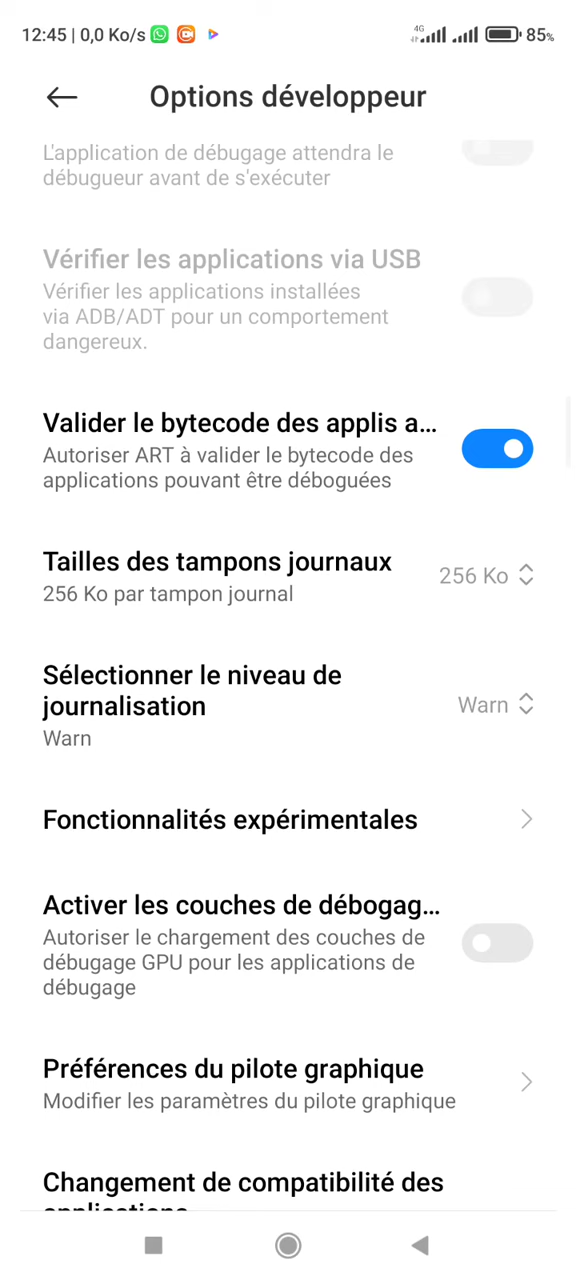 12:45 | 0,0 Ko/s 4G 85%
Options développeur
L'application de débugage attendra le
débugueur avant de s'exécuter
Vérifier les applications via USB
Vérifier les applications installées
via ADB/ADT pour un comportement
dangereux.
Valider le bytecode des applis a...
Autoriser ART à valider le bytecode des
applications pouvant être déboguées
Tailles des tampons journaux
256 Ko par tampon journal
256 Ko
Sélectionner le niveau de
journalisation
Warn
Warn
Fonctionnalités expérimentales
Activer les couches de débogag...
Autoriser le chargement des couches de
débugage GPU pour les applications de
débugage
Préférences du pilote graphique
Modifier les paramètres du pilote graphique
Changement de compatibilité des
applications